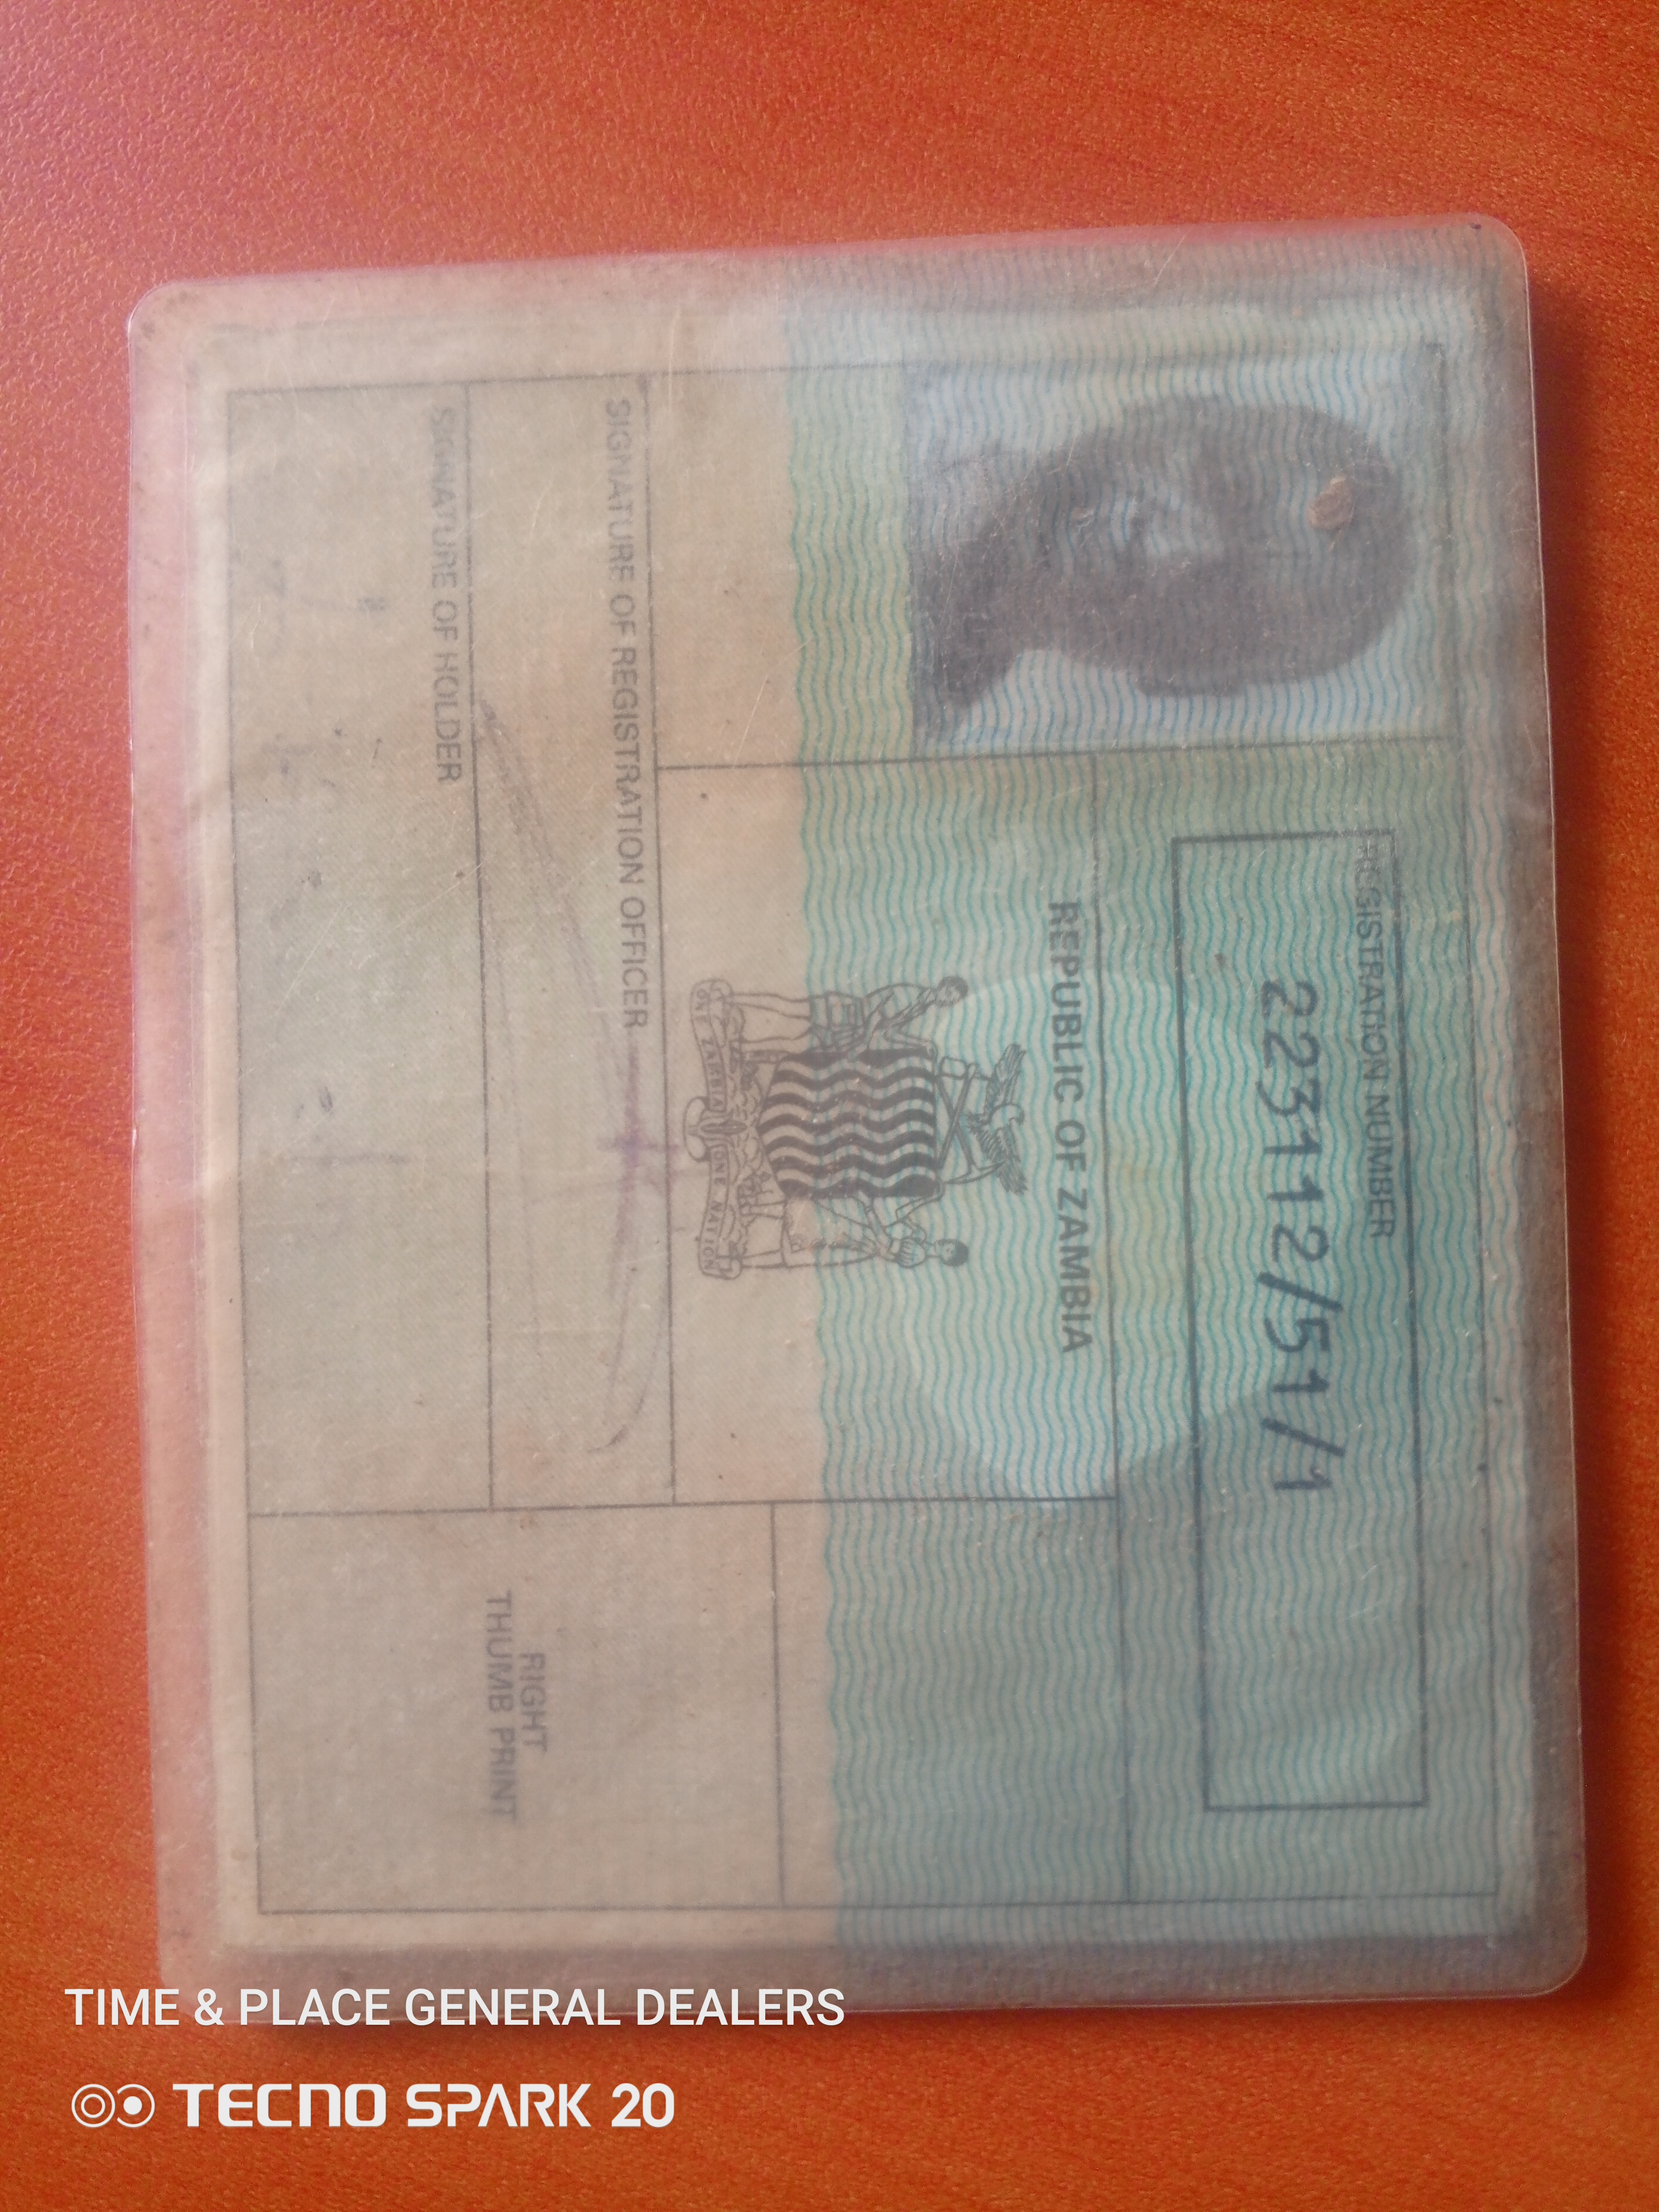 REGISTRATION NUMBER
223112/51/1
REPUBLIC OF ZAMBIA
ONE ZAMBIA ONE NATION
SIGNATURE OF REGISTRATION OFFICER
SIGNATURE OF HOLDER
RIGHT
THUMB PRINT
TIME & PLACE GENERAL DEALERS
TECNO SPARK 20